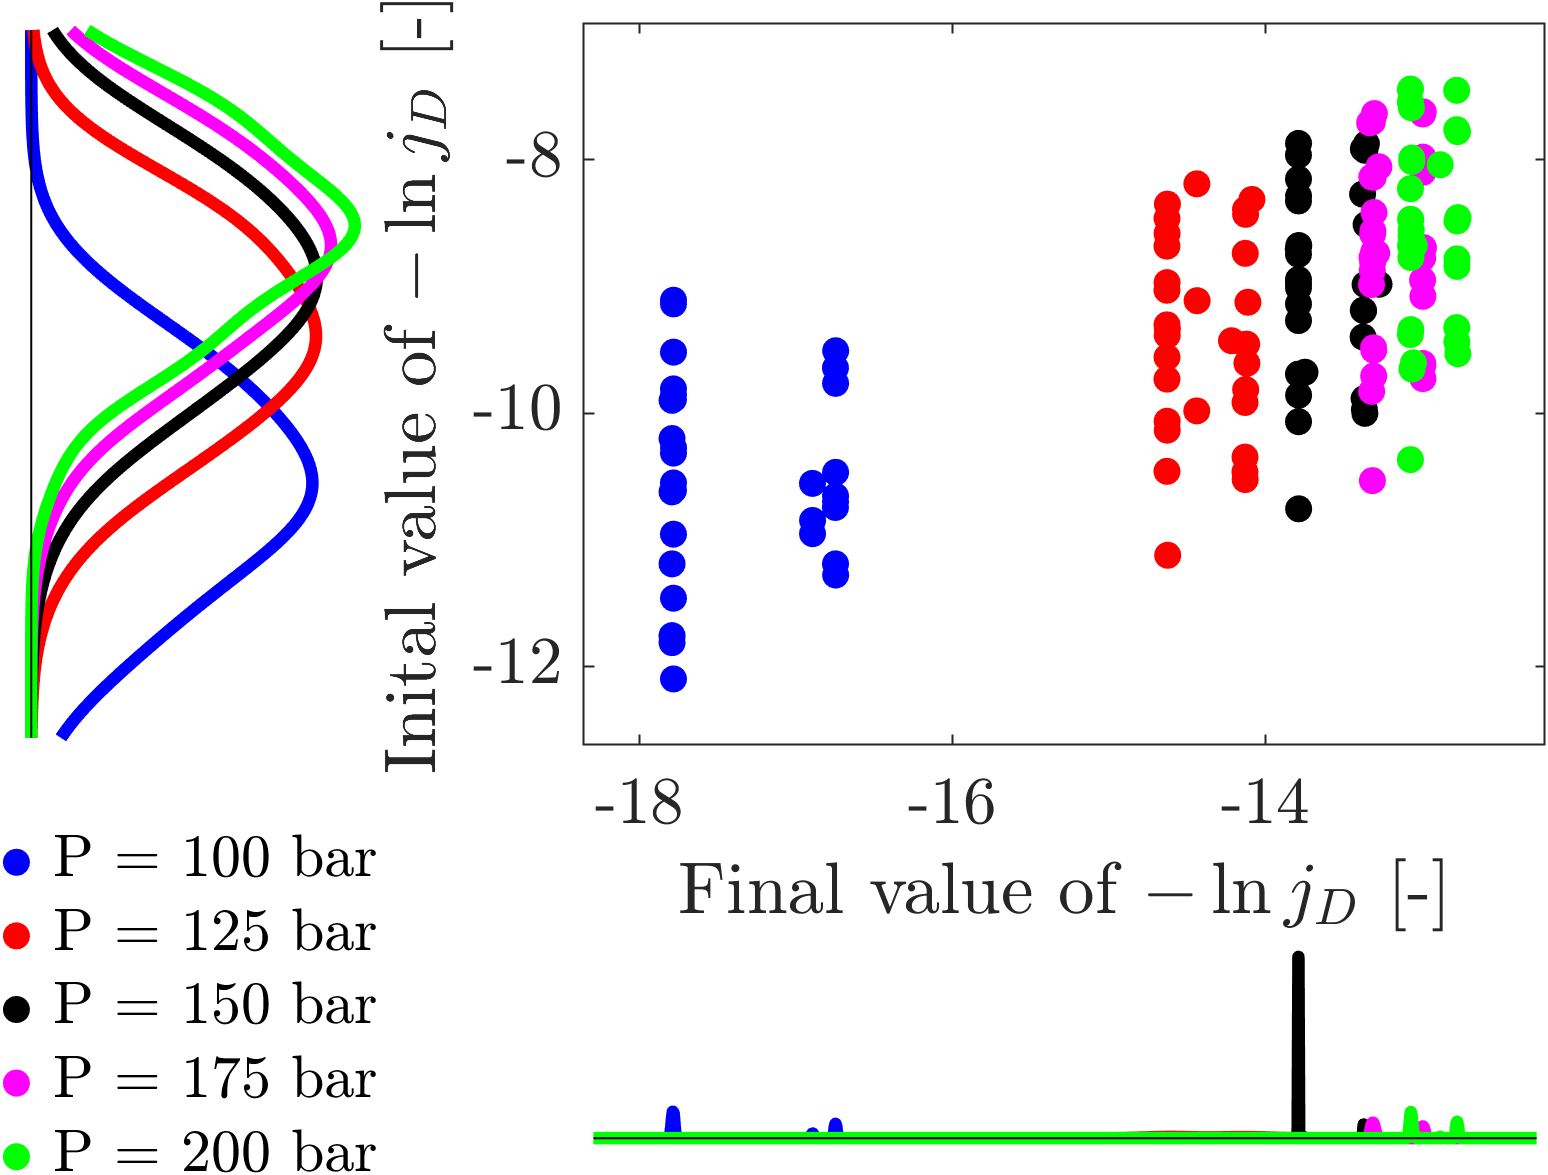 Inital value of − ln j_D [-]
-8
-10
-12
-18 -16 -14
Final value of − ln j_D [-]
P = 100 bar
P = 125 bar
P = 150 bar
P = 175 bar
P = 200 bar